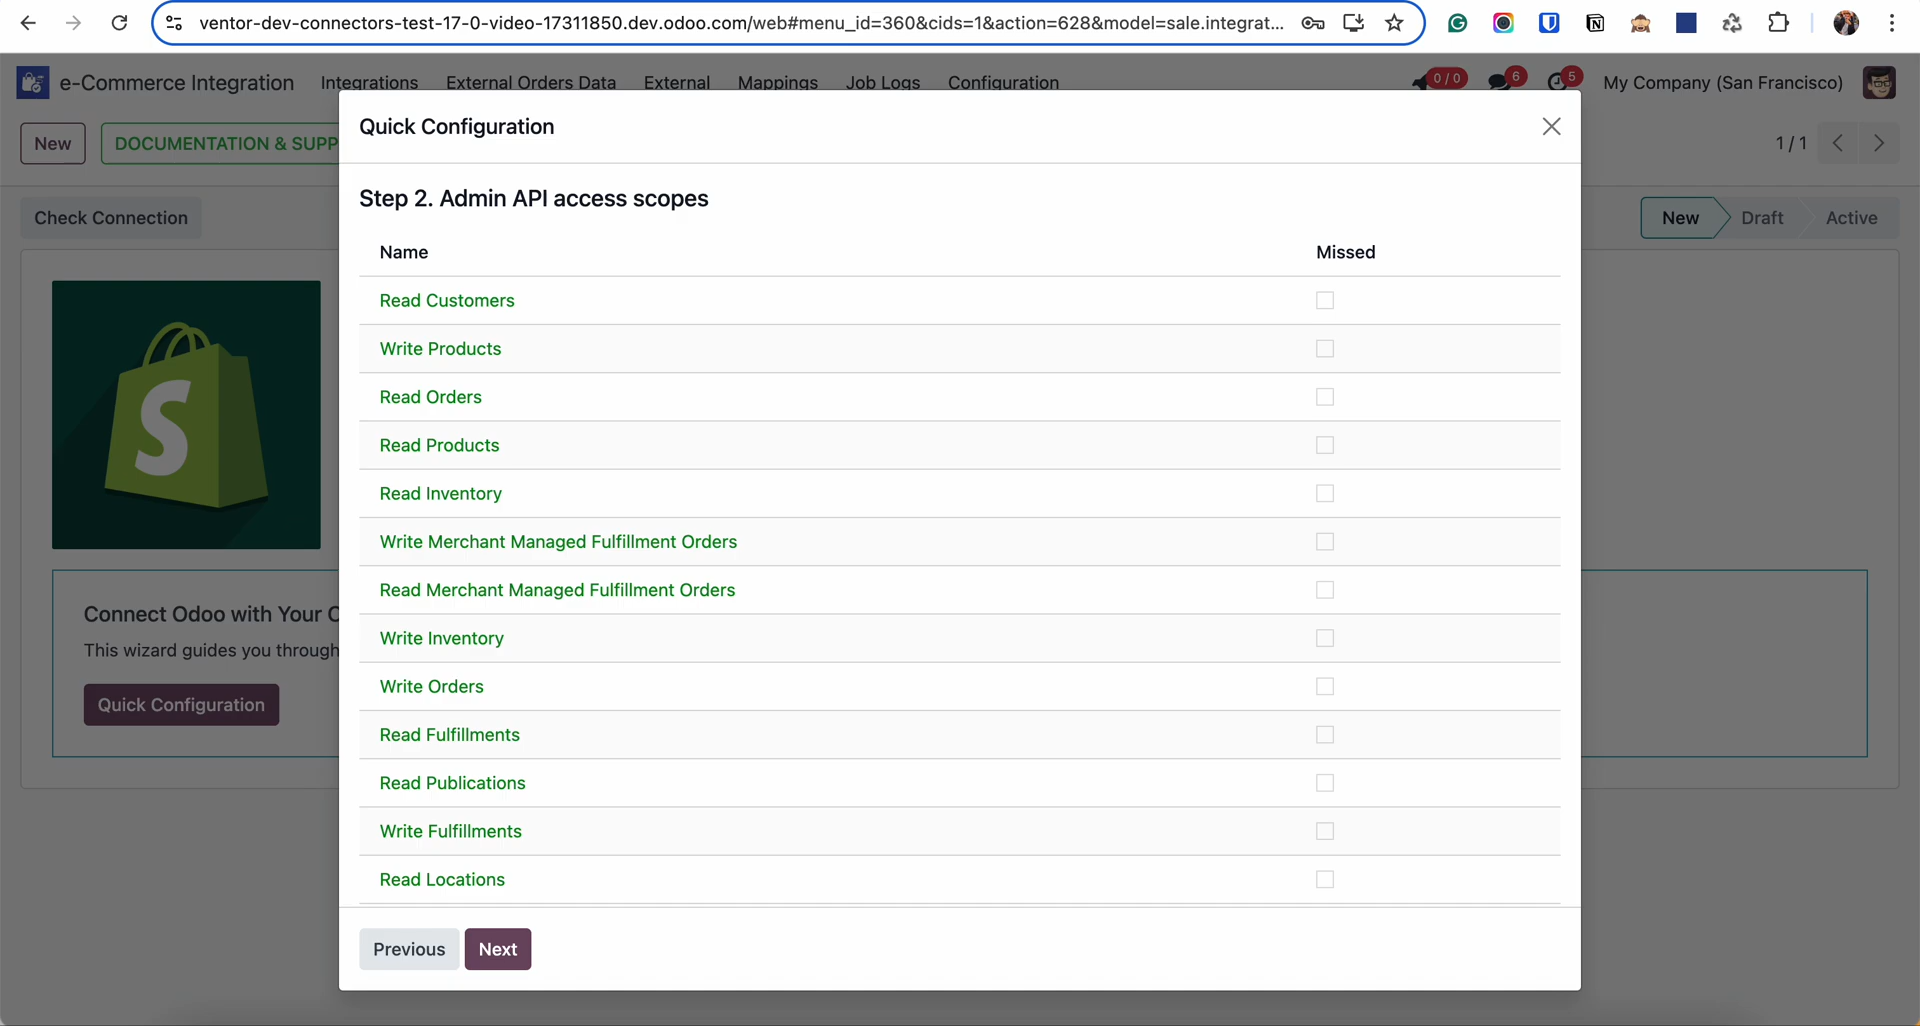 ventor-dev-connectors-test-17-0-video-17311850.dev.odoo.com/web#menu_id=360&cids=1&action=628&model=sale.integrat...
e-Commerce Integration Integrations External Orders Data External Mappings Job Logs Configuration 0 / 0 6 5 My Company (San Francisco)
New DOCUMENTATION & SUPP 1 / 1
Quick Configuration
Check Connection New Draft Active
Step 2. Admin API access scopes
Name Missed
Read Customers
Write Products
Read Orders
Read Products
Read Inventory
Write Merchant Managed Fulfillment Orders
Read Merchant Managed Fulfillment Orders
Write Inventory
Write Orders
Read Fulfillments
Read Publications
Write Fulfillments
Read Locations
Previous Next
S
Connect Odoo with Your
This wizard guides you through
Quick Configuration